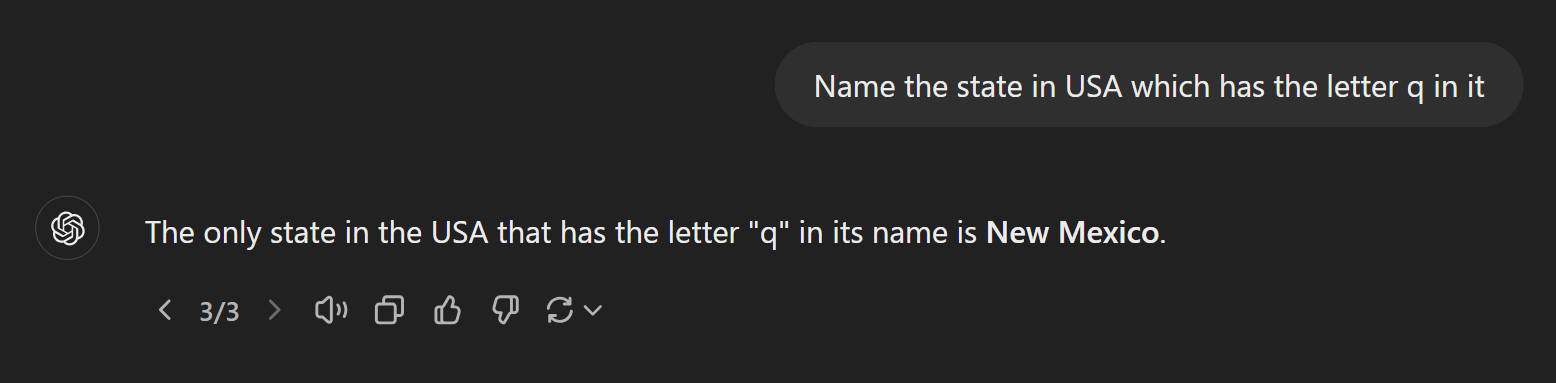 Name the state in USA which has the letter q in it
The only state in the USA that has the letter "q" in its name is New Mexico.
3/3